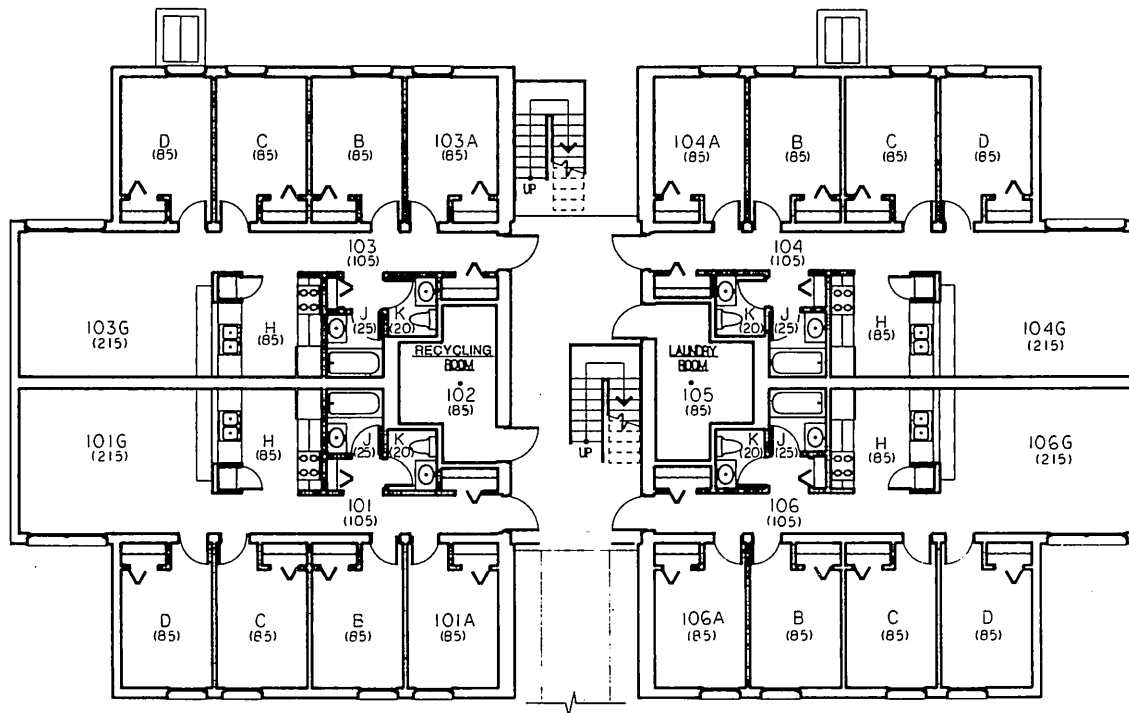 D C B 103A 104A B C D
(85) (85) (85) (85) (85) (85) (85) (85)
UP
103 104
(105) (105)
103G H J K K J H 104G
(215) (85) (25) (20) (20) (25) (85) (215)
RECYCLING LAUNDRY
ROOM ROOM
102 105
(85) (85)
101G H J K K J H 106G
(215) (85) (25) (20) (20) (25) (85) (215)
UP
101 106
(105) (105)
D C B 101A 106A B C D
(85) (85) (85) (85) (85) (85) (85) (85)